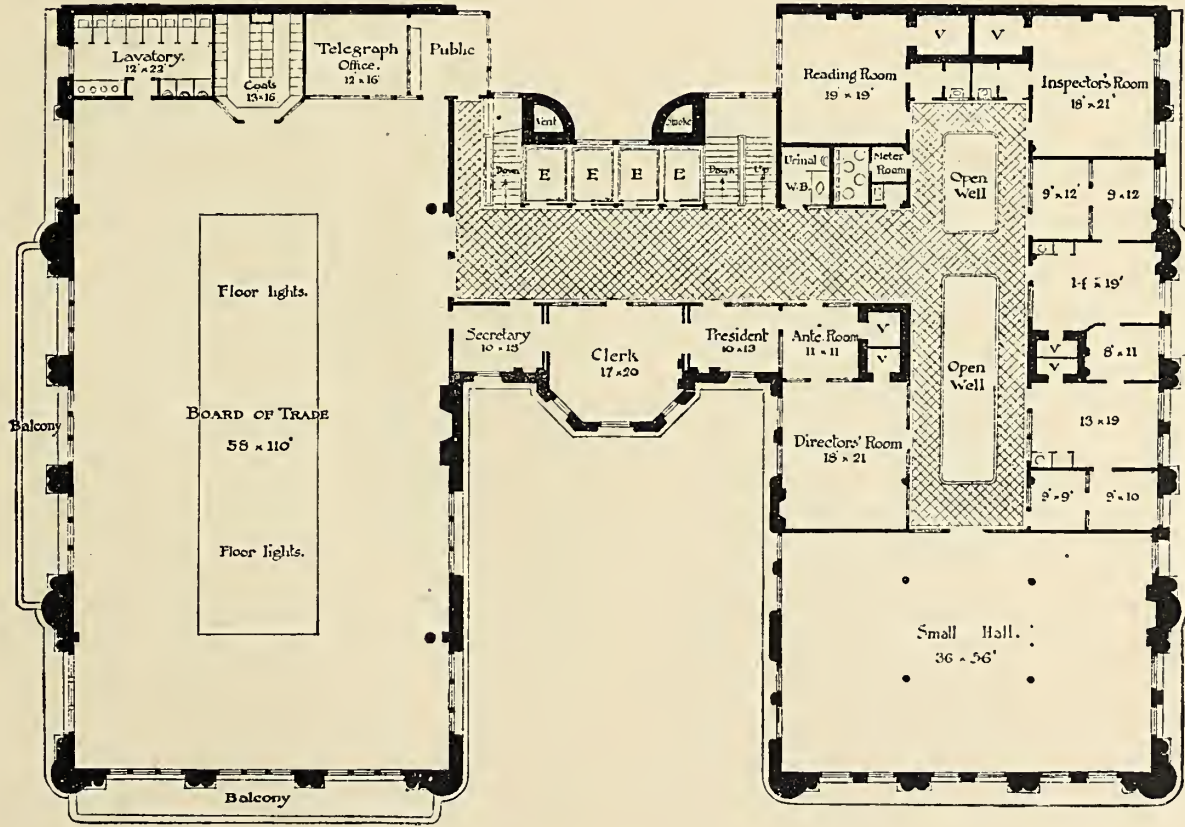 Lavatory.
12' x 22'
Coats
13 x 16
Telegraph
Office.
12 x 16'
Public
Vent
Smoke
Down
E
E
E
E
Down
Up
Reading Room
19' x 19'
V
V
Inspector's Room
18' x 21'
Urinal
W.B.
Meter
Room
Open
Well
9' x 12'
9 x 12
Floor lights.
Secretary
10 x 13
Clerk
17 x 20
President
10 x 13
Ante Room
11 x 11
V
V
Open
Well
V
V
8' x 11
Balcony
BOARD OF TRADE
58 x 110'
Directors' Room
18' x 21
13 x 19
9' x 9'
9' x 10
Floor lights.
Small Hall.
36 x 56'
Balcony